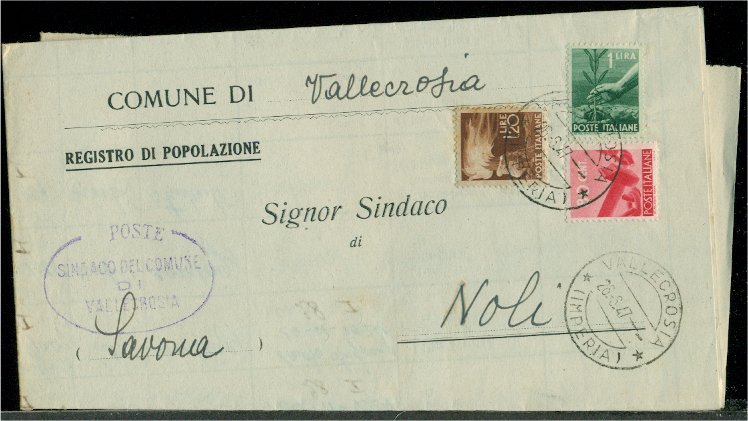 COMUNE DI Vallecrosia
REGISTRO DI POPOLAZIONE
1 LIRA
POSTE ITALIANE
LIRE 1,20
POSTE ITALIANE
POSTE ITALIANE
Signor Sindaco
di
Noli
(Savona)
POSTE
SINDACO DEL COMUNE
DI
VALLECROSIA
VALLECROSIA
(IMPERIA)